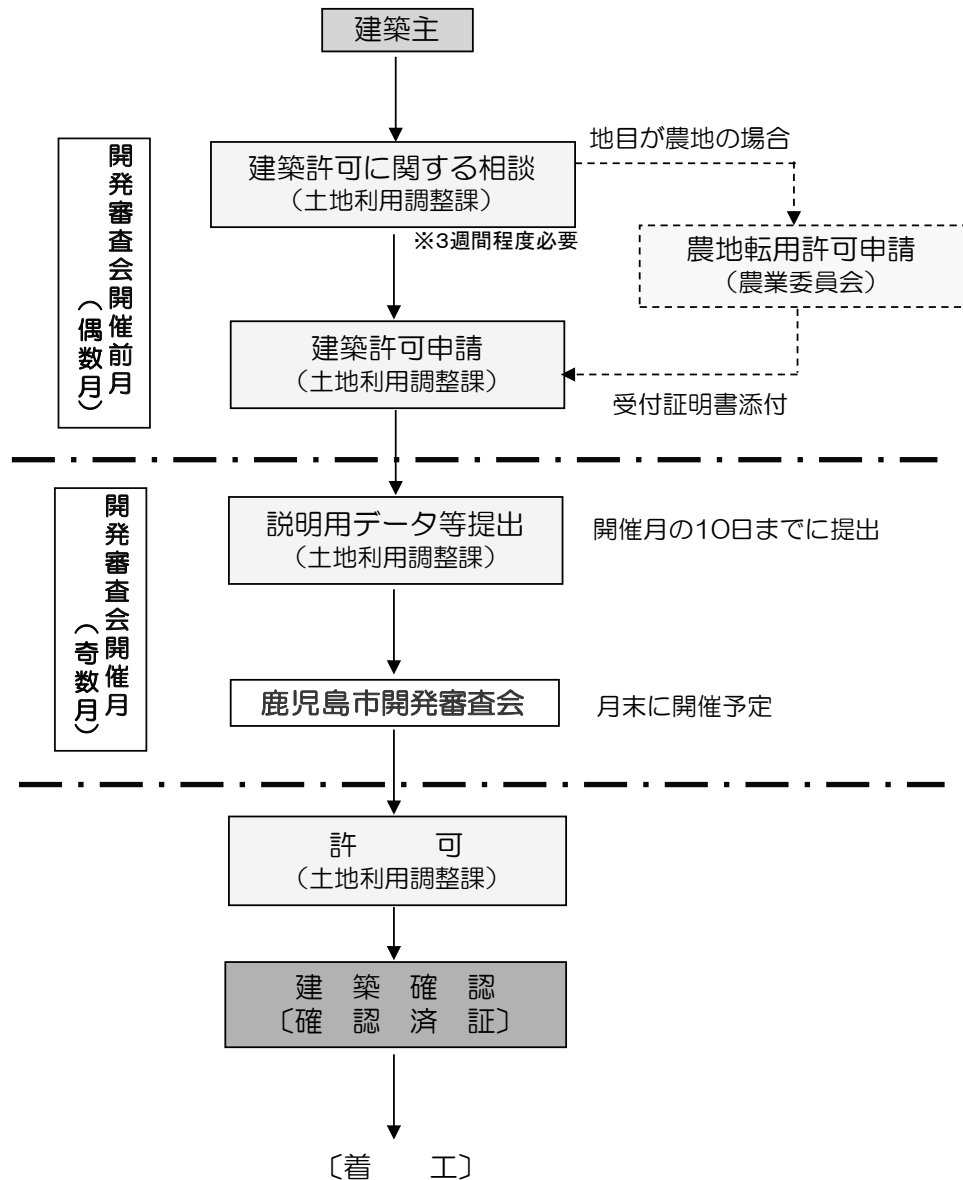 建築主
地目が農地の場合
開発審査会開催前月
（偶数月）
建築許可に関する相談
（土地利用調整課）
※3週間程度必要
農地転用許可申請
（農業委員会）
建築許可申請
（土地利用調整課）
受付証明書添付
開発審査会開催月
（奇数月）
説明用データ等提出
（土地利用調整課）
開催月の10日までに提出
鹿児島市開発審査会
月末に開催予定
許　　可
（土地利用調整課）
建　築　確　認
〔確　認　済　証〕
〔着　　工〕